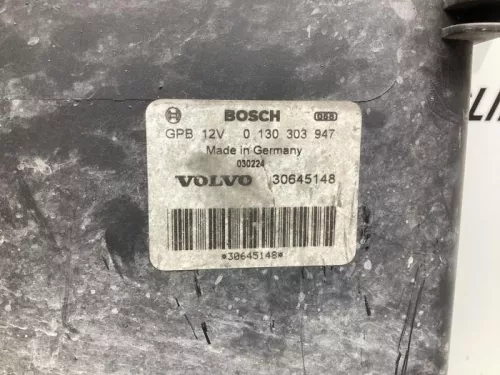 BOSCH
GPB 12V 0 130 303 947
Made in Germany
030224
VOLVO 30645148
*30645148*